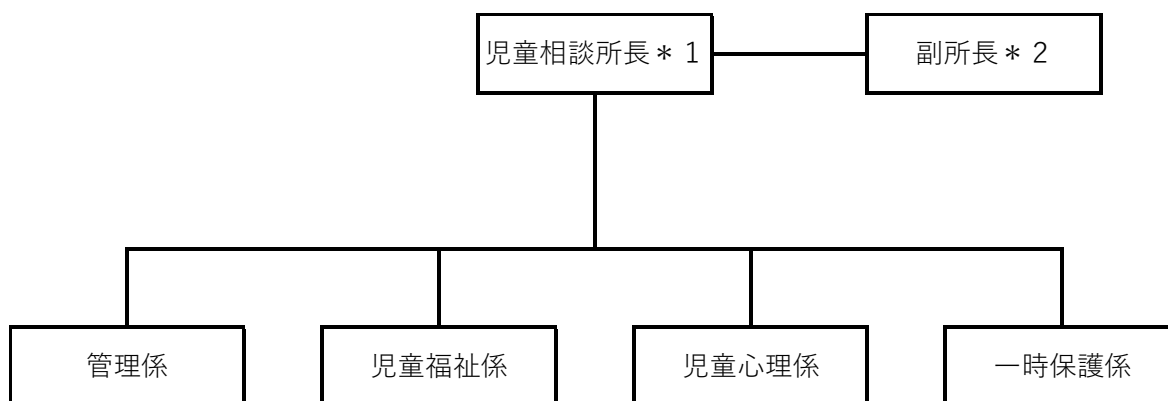 児童相談所長＊１
副所長＊２
管理係
児童福祉係
児童心理係
一時保護係